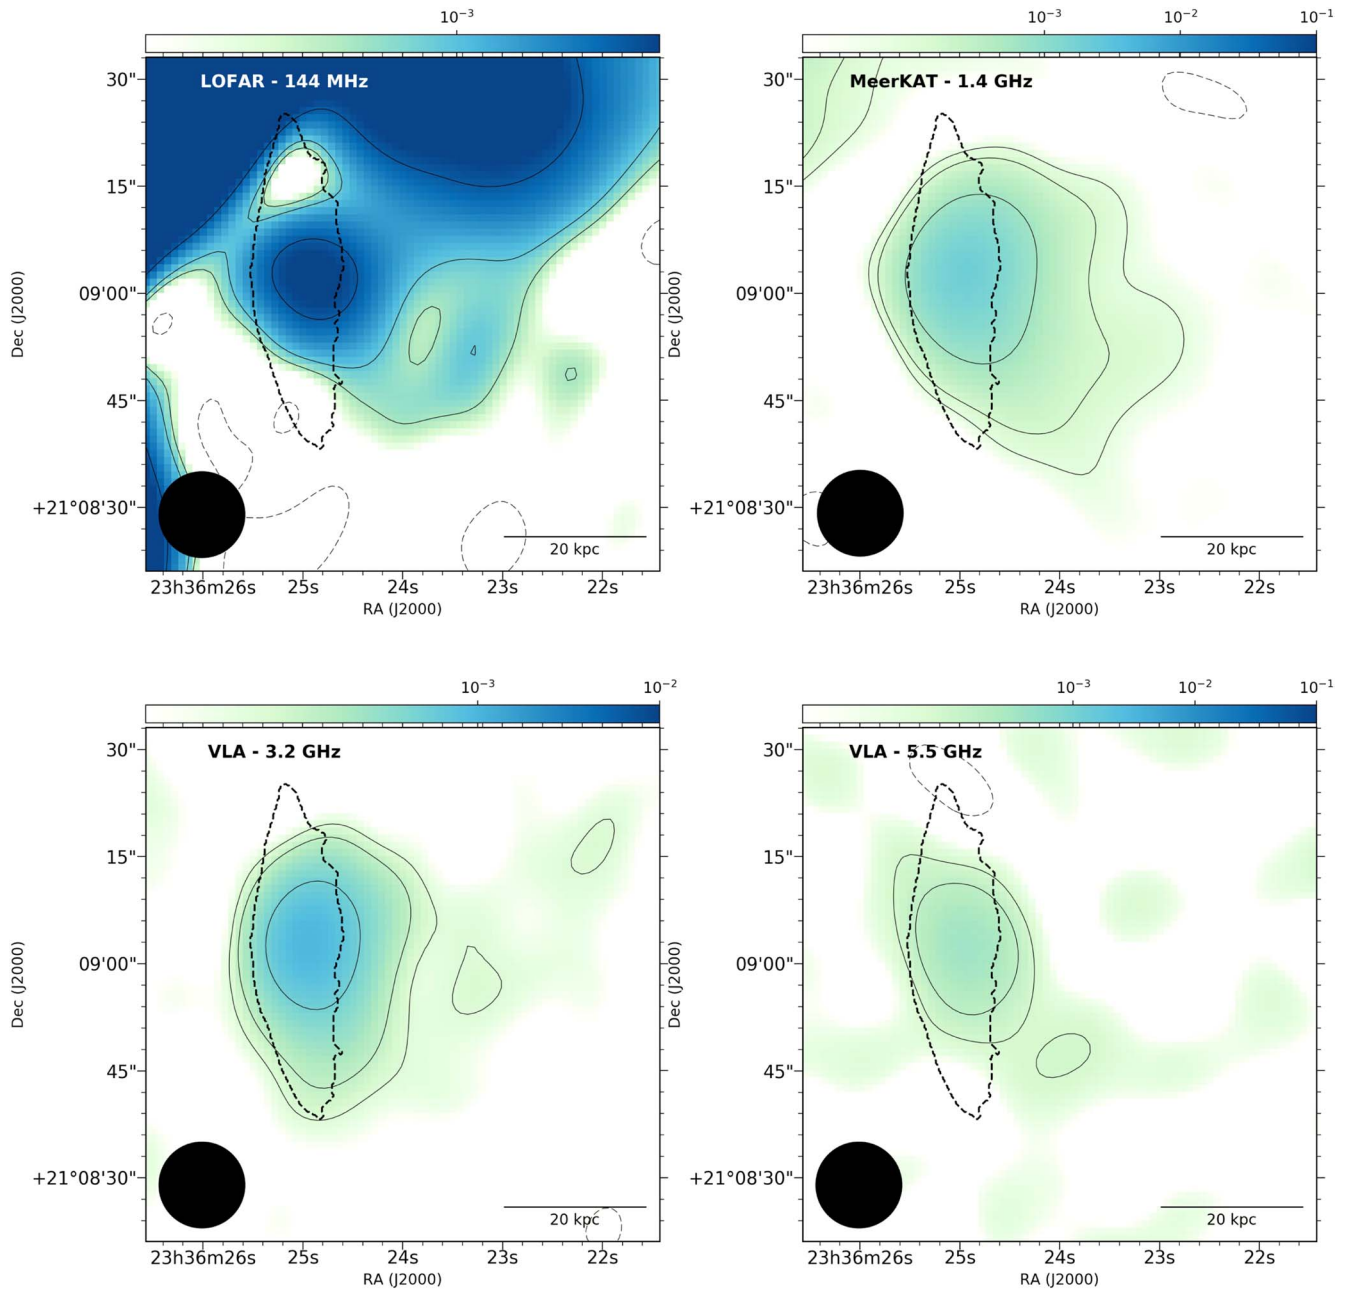 10⁻³
LOFAR - 144 MHz
30"
15"
09'00"
45"
+21°08'30"
Dec (J2000)
20 kpc
23h36m26s 25s 24s 23s 22s
RA (J2000)
10⁻³ 10⁻² 10⁻¹
MeerKAT - 1.4 GHz
30"
15"
09'00"
45"
+21°08'30"
Dec (J2000)
20 kpc
23h36m26s 25s 24s 23s 22s
RA (J2000)
10⁻³ 10⁻²
VLA - 3.2 GHz
30"
15"
09'00"
45"
+21°08'30"
Dec (J2000)
20 kpc
23h36m26s 25s 24s 23s 22s
RA (J2000)
10⁻³ 10⁻² 10⁻¹
VLA - 5.5 GHz
30"
15"
09'00"
45"
+21°08'30"
Dec (J2000)
20 kpc
23h36m26s 25s 24s 23s 22s
RA (J2000)